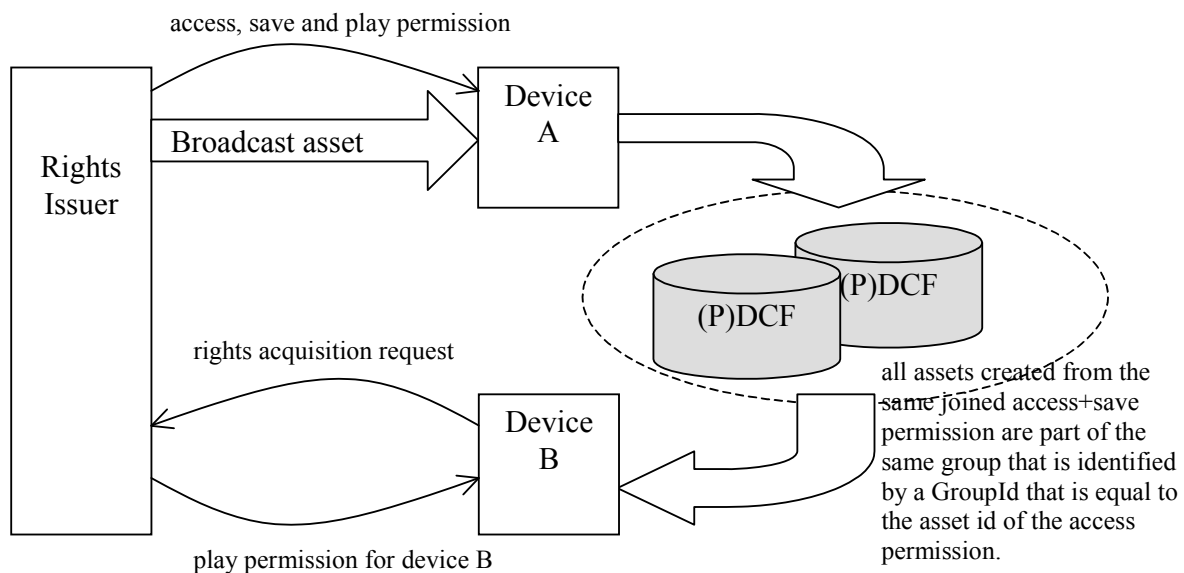 access, save and play permission
Rights
Issuer
Broadcast asset
Device
A
(P)DCF
(P)DCF
rights acquisition request
Device
B
all assets created from the
same joined access+save
permission are part of the
same group that is identified
by a GroupId that is equal to
the asset id of the access
permission.
play permission for device B